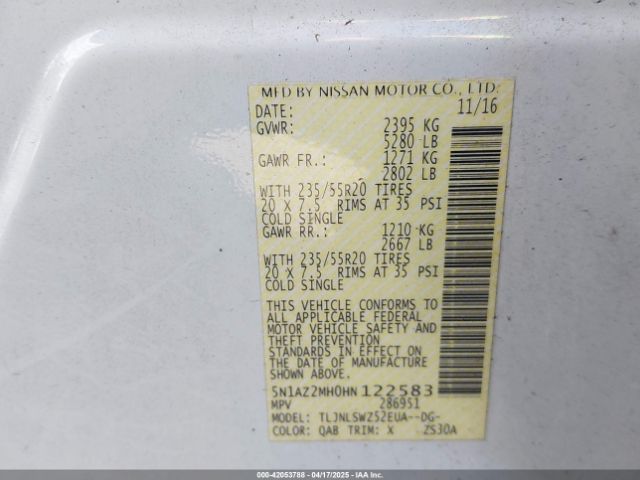 MFD BY NISSAN MOTOR CO., LTD.
DATE: 11/16
GVWR: 2395 KG
5280 LB
GAWR FR.: 1271 KG
2802 LB
WITH 235/55R20 TIRES
20 X 7.5 RIMS AT 35 PSI
COLD SINGLE
GAWR RR.: 1210 KG
2667 LB
WITH 235/55R20 TIRES
20 X 7.5 RIMS AT 35 PSI
COLD SINGLE
THIS VEHICLE CONFORMS TO
ALL APPLICABLE FEDERAL
MOTOR VEHICLE SAFETY AND
THEFT PREVENTION
STANDARDS IN EFFECT ON
THE DATE OF MANUFACTURE
SHOWN ABOVE.
5N1AZ2MH0HN122583
MPV 286951
MODEL: TLJNLSWZ52EUA--DG-
COLOR: QAB TRIM: X ZS30A
000-42053788 - 04/17/2025 - IAAI.COM